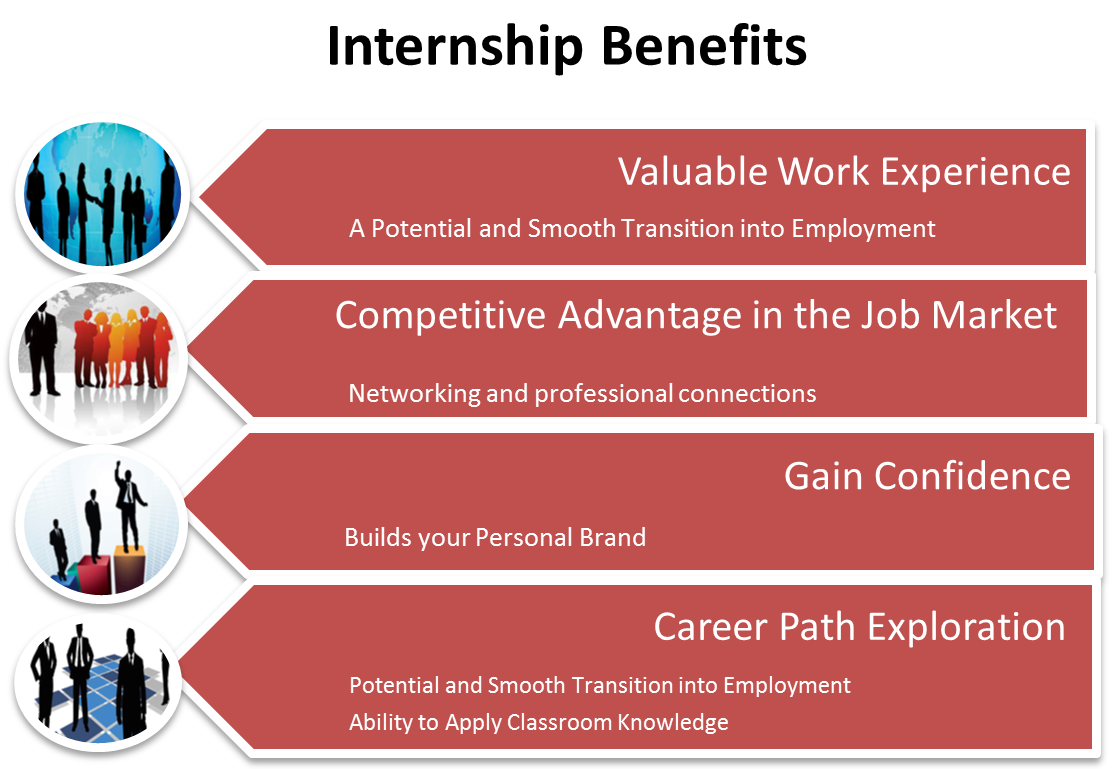 Internship Benefits
Valuable Work Experience
A Potential and Smooth Transition into Employment
Competitive Advantage in the Job Market
Networking and professional connections
Gain Confidence
Builds your Personal Brand
Career Path Exploration
Potential and Smooth Transition into Employment
Ability to Apply Classroom Knowledge